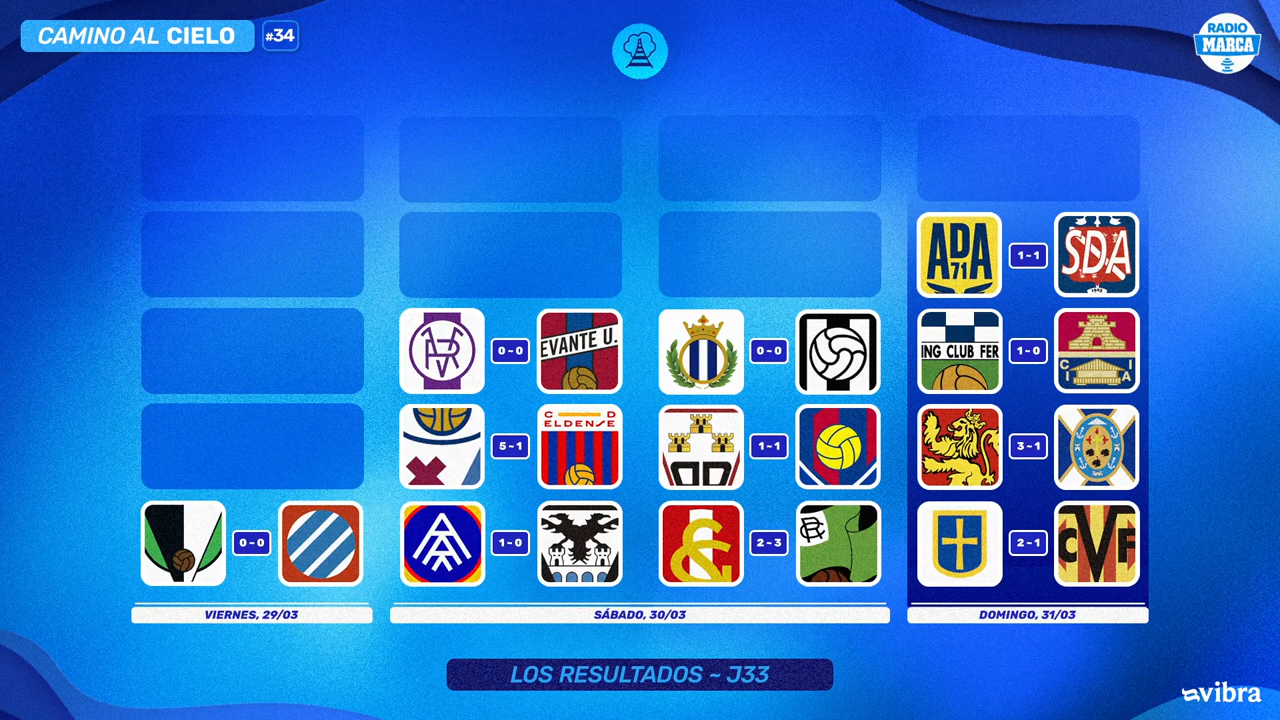 CAMINO AL CIELO #34
RADIO
MARCA
ADA
71
1-1
SDA
1922
0-0
EVANTE U.
0-0
ING CLUB FER
1-0
C
I
I
A
5-1
C D
ELDENSE
1-1
3-1
0-0
1-0
2-3
2-1
CVF
VIERNES, 29/03
SÁBADO, 30/03
DOMINGO, 31/03
LOS RESULTADOS ~ J33
vibra